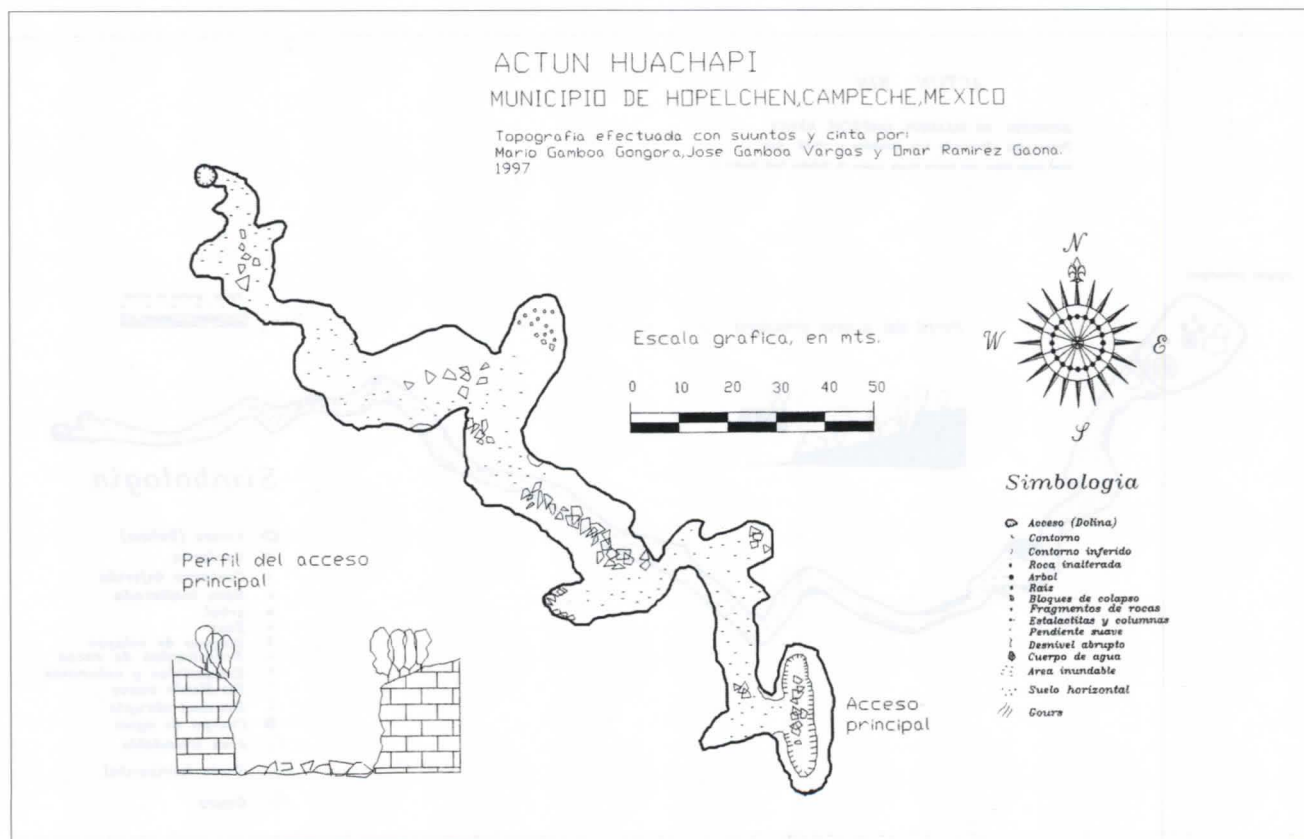 ACTUN HUACHAPI
MUNICIPIO DE HOPELCHEN,CAMPECHE,MEXICO
Topografia efectuada con suuntos y cinta por:
Mario Gamboa Gongora,Jose Gamboa Vargas y Omar Ramirez Gaona.
1997
N
W
E
S
Escala grafica, en mts.
0 10 20 30 40 50
Simbologia
Acceso (Dolina)
Contorno
Contorno inferido
Roca inalterada
Arbol
Raiz
Bloques de colapso
Fragmentos de rocas
Estalactitas y columnas
Pendiente suave
Desnivel abrupto
Cuerpo de agua
Area inundable
Suelo horizontal
Gours
Perfil del acceso
principal
Acceso
principal